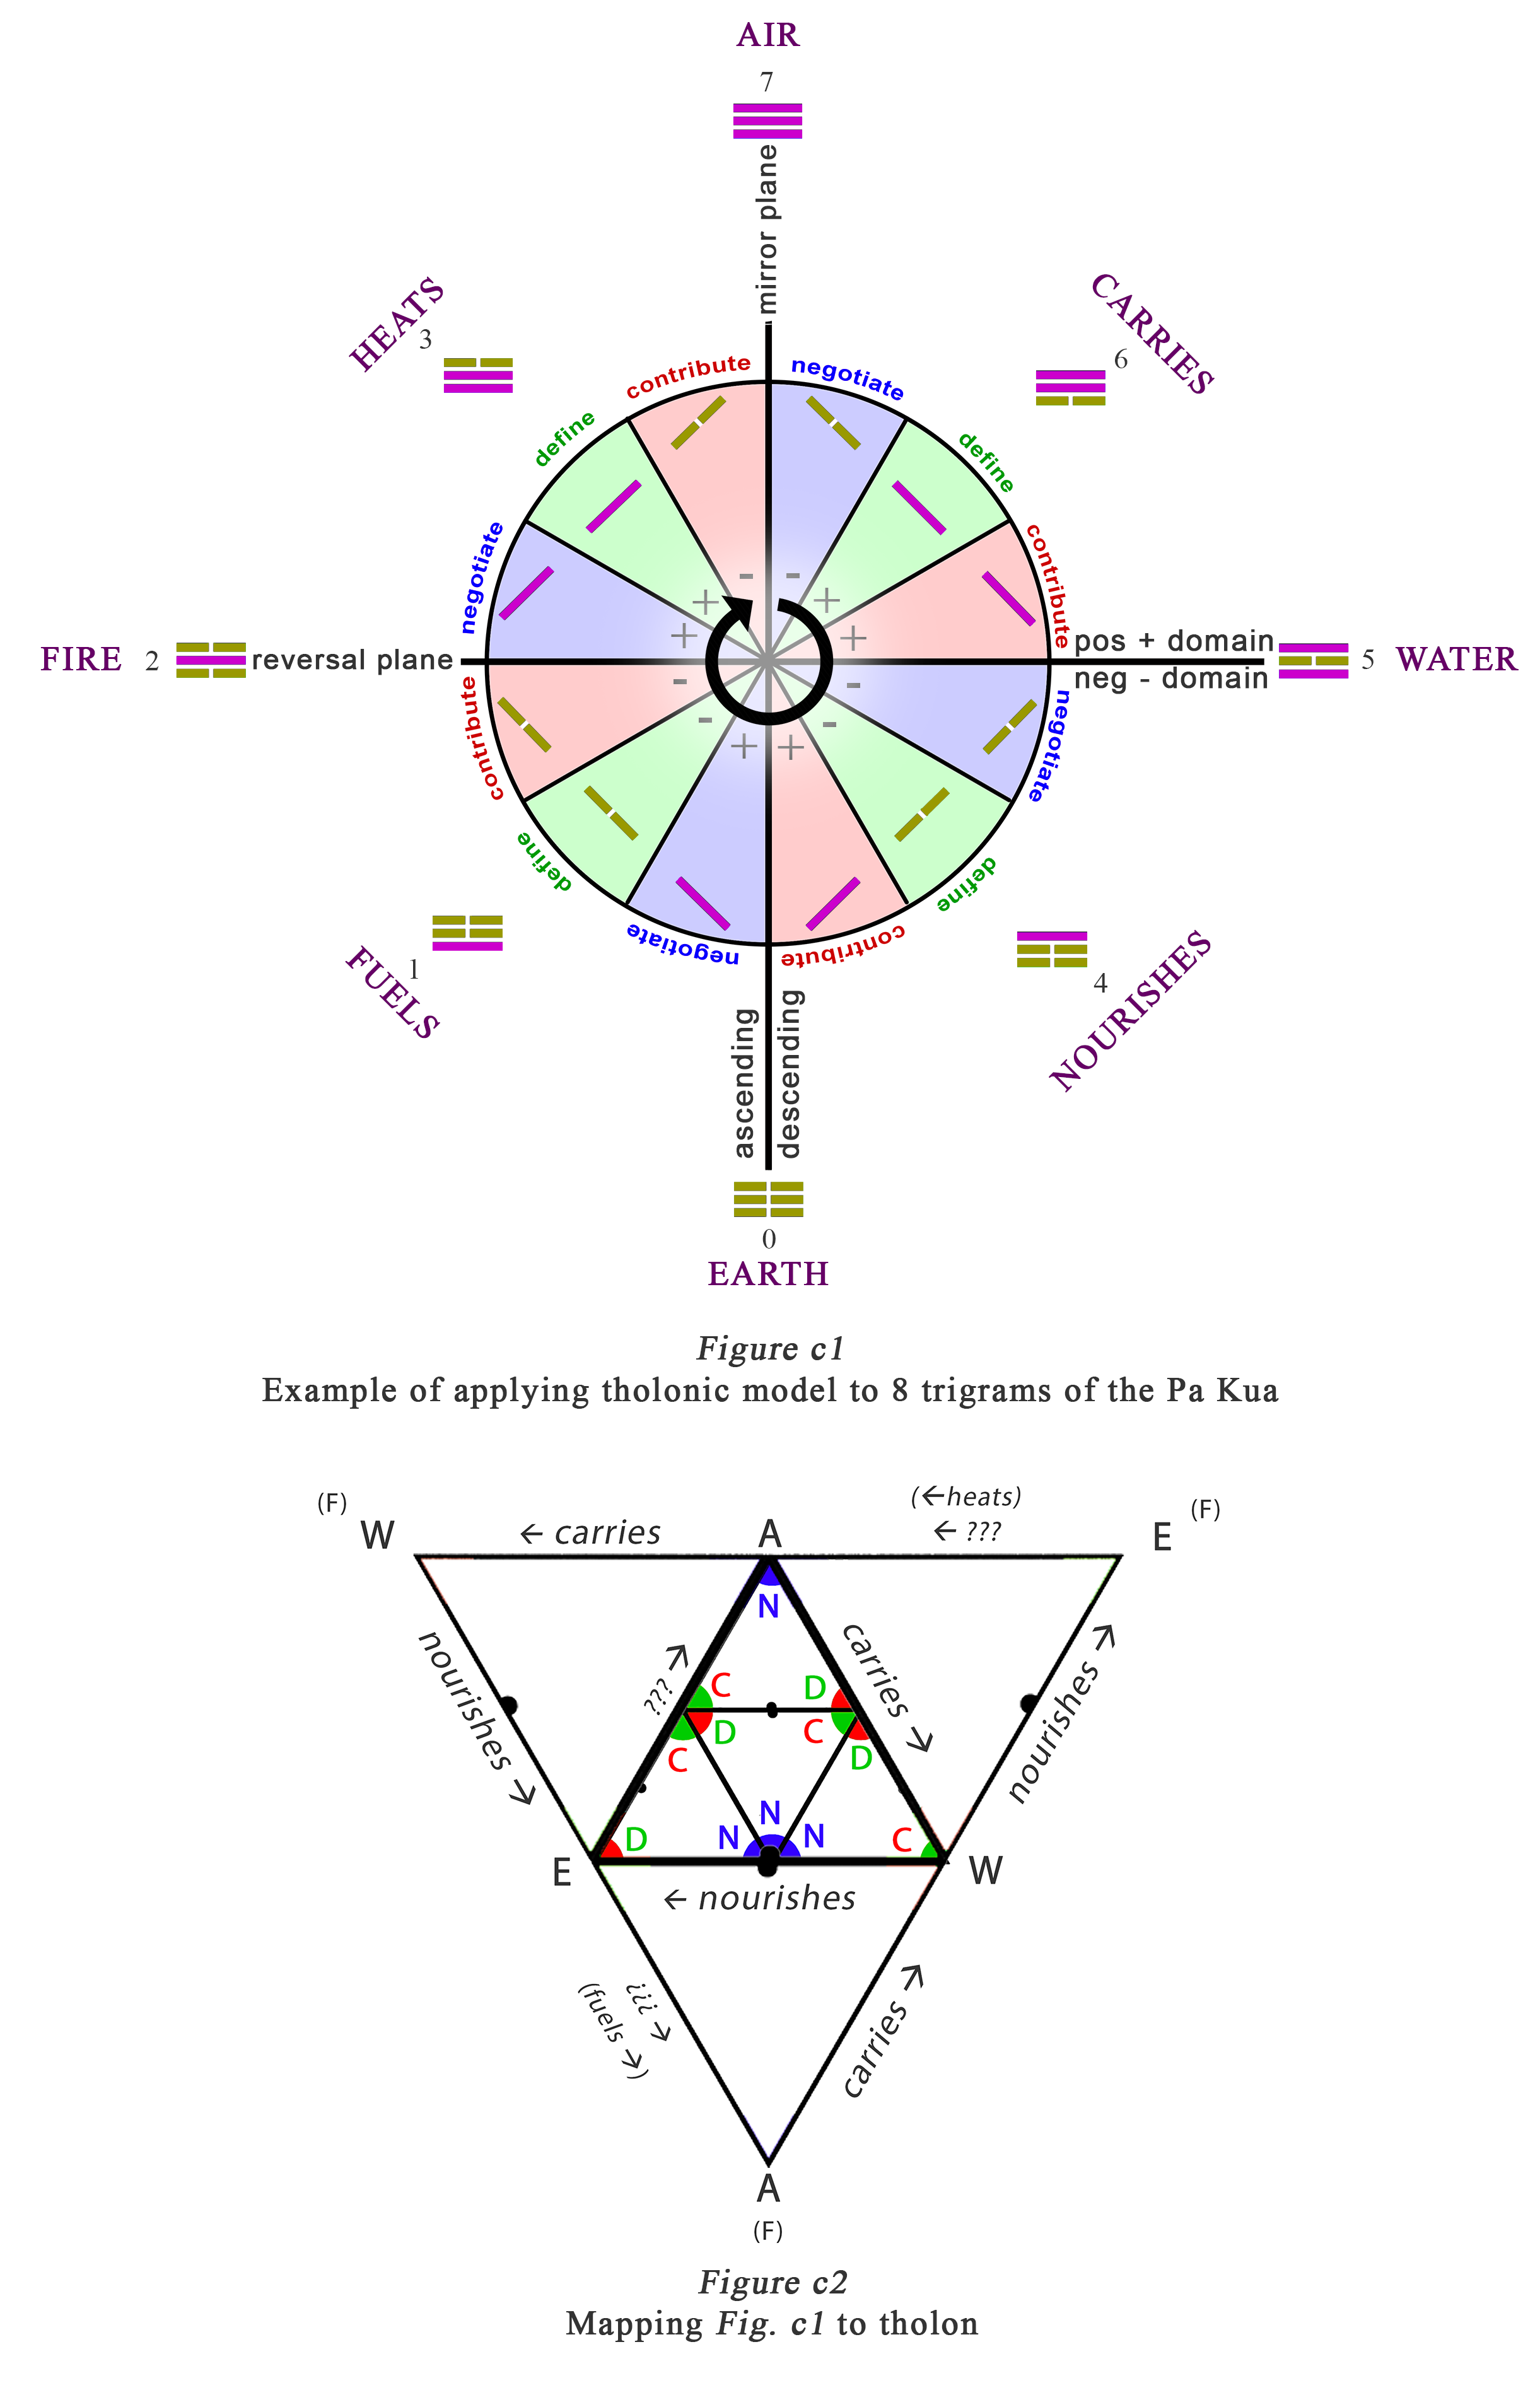 AIR
7
mirror plane
HEATS
3
CARRIES
6
contribute
negotiate
define
define
negotiate
contribute
- -
+ +
+ +
FIRE
2
reversal plane
pos + domain
neg - domain
5
WATER
- -
- -
+ +
contribute
negotiate
define
define
negotiate
contribute
FUELS
1
NOURISHES
4
ascending
descending
0
EARTH
Figure c1
Example of applying tholonic model to 8 trigrams of the Pa Kua
(F)
W
← carries
A
(←heats)
← ???
E
(F)
N
nourishes →
??? →
carries →
nourishes →
C
D
D
C
C
D
D
N
N
N
C
E
W
← nourishes
¿¿¿ →
(fuels →)
carries →
A
(F)
Figure c2
Mapping Fig. c1 to tholon